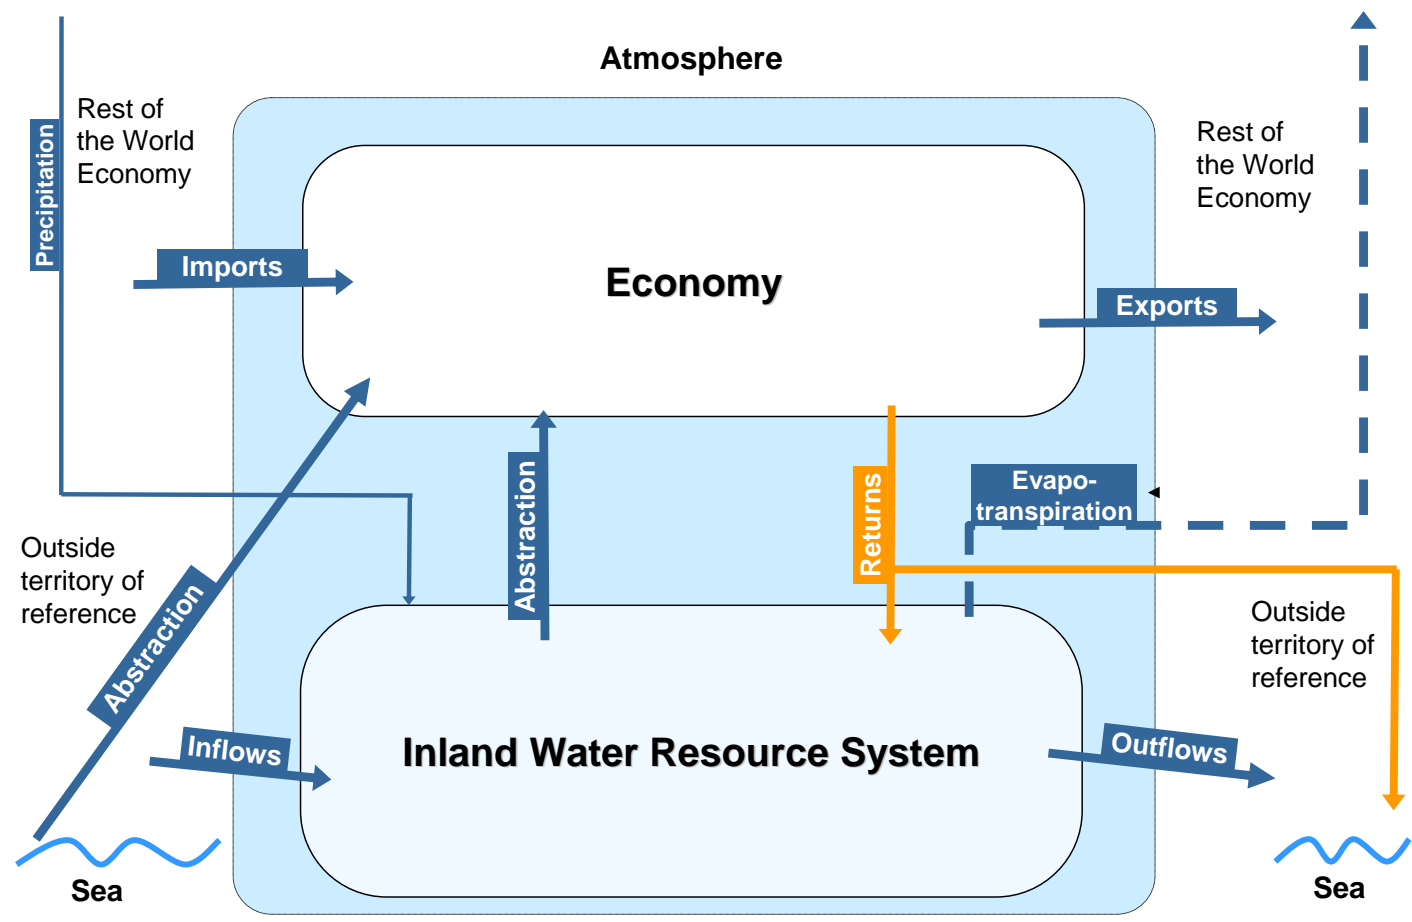 Atmosphere
Rest of
the World
Economy
Precipitation
Rest of
the World
Economy
Imports
Economy
Exports
Abstraction
Returns
Evapo-
transpiration
Outside
territory of
reference
Abstraction
Outside
territory of
reference
Inflows
Inland Water Resource System
Outflows
Sea
Sea